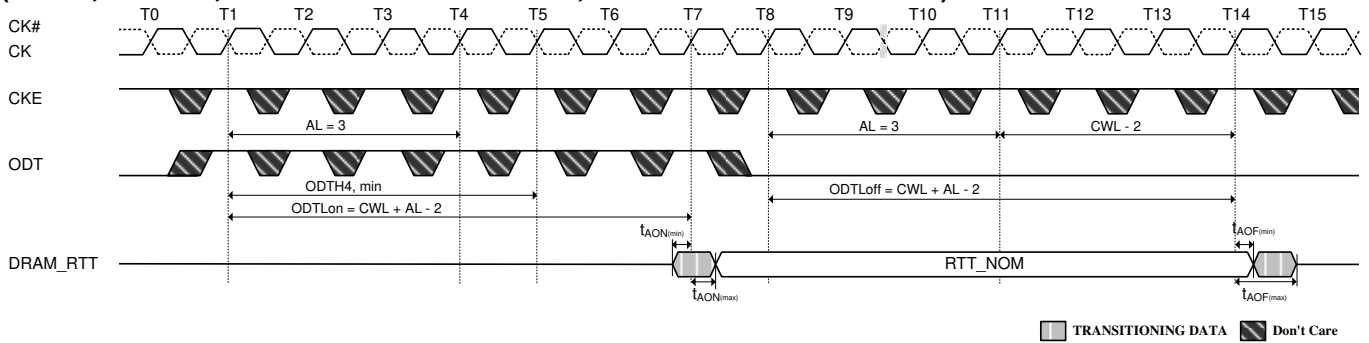 T0 T1 T2 T3 T4 T5 T6 T7 T8 T9 T10 T11 T12 T13 T14 T15
CK#
CK
CKE
AL = 3 AL = 3 CWL - 2
ODT
ODTH4, min ODTLoff = CWL + AL - 2
ODTLon = CWL + AL - 2
tAON(min) tAOF(min)
DRAM_RTT RTT_NOM
tAON(max) tAOF(max)
TRANSITIONING DATA Don't Care